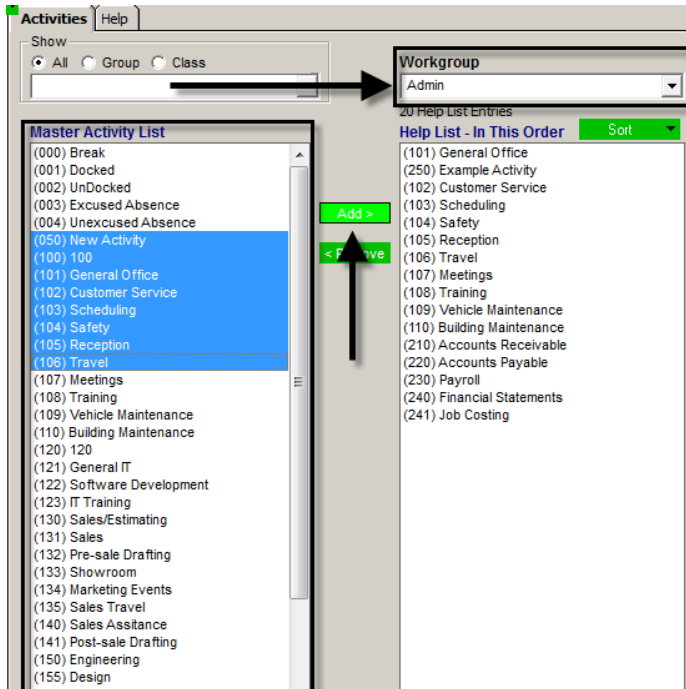 Activities Help
Show
All Group Class
Workgroup
Admin
20 Help List Entries
Master Activity List
Help List - In This Order Sort
(000) Break
(001) Docked
(002) UnDocked
(003) Excused Absence
(004) Unexcused Absence
(050) New Activity
(100) 100
(101) General Office
(102) Customer Service
(103) Scheduling
(104) Safety
(105) Reception
(106) Travel
(107) Meetings
(108) Training
(109) Vehicle Maintenance
(110) Building Maintenance
(120) 120
(121) General IT
(122) Software Development
(123) IT Training
(130) Sales/Estimating
(131) Sales
(132) Pre-sale Drafting
(133) Showroom
(134) Marketing Events
(135) Sales Travel
(140) Sales Assitance
(141) Post-sale Drafting
(150) Engineering
(155) Design
Add >
(101) General Office
(250) Example Activity
(102) Customer Service
(103) Scheduling
(104) Safety
(105) Reception
(106) Travel
(107) Meetings
(108) Training
(109) Vehicle Maintenance
(110) Building Maintenance
(210) Accounts Receivable
(220) Accounts Payable
(230) Payroll
(240) Financial Statements
(241) Job Costing